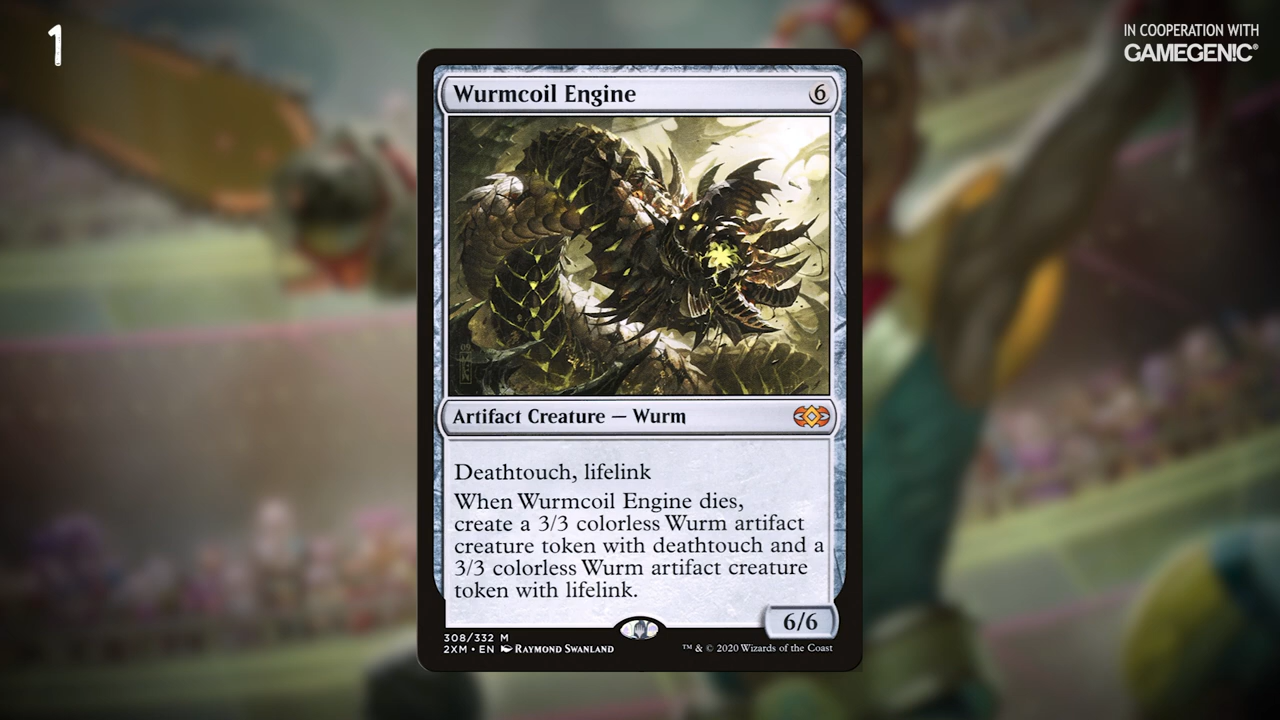 1
IN COOPERATION WITH
GAMEGEN!C®
Wurmcoil Engine 6
Artifact Creature — Wurm
Deathtouch, lifelink
When Wurmcoil Engine dies,
create a 3/3 colorless Wurm artifact
creature token with deathtouch and a
3/3 colorless Wurm artifact creature
token with lifelink.
6/6
308/332 M
2XM • EN Raymond Swanland
™ & © 2020 Wizards of the Coast